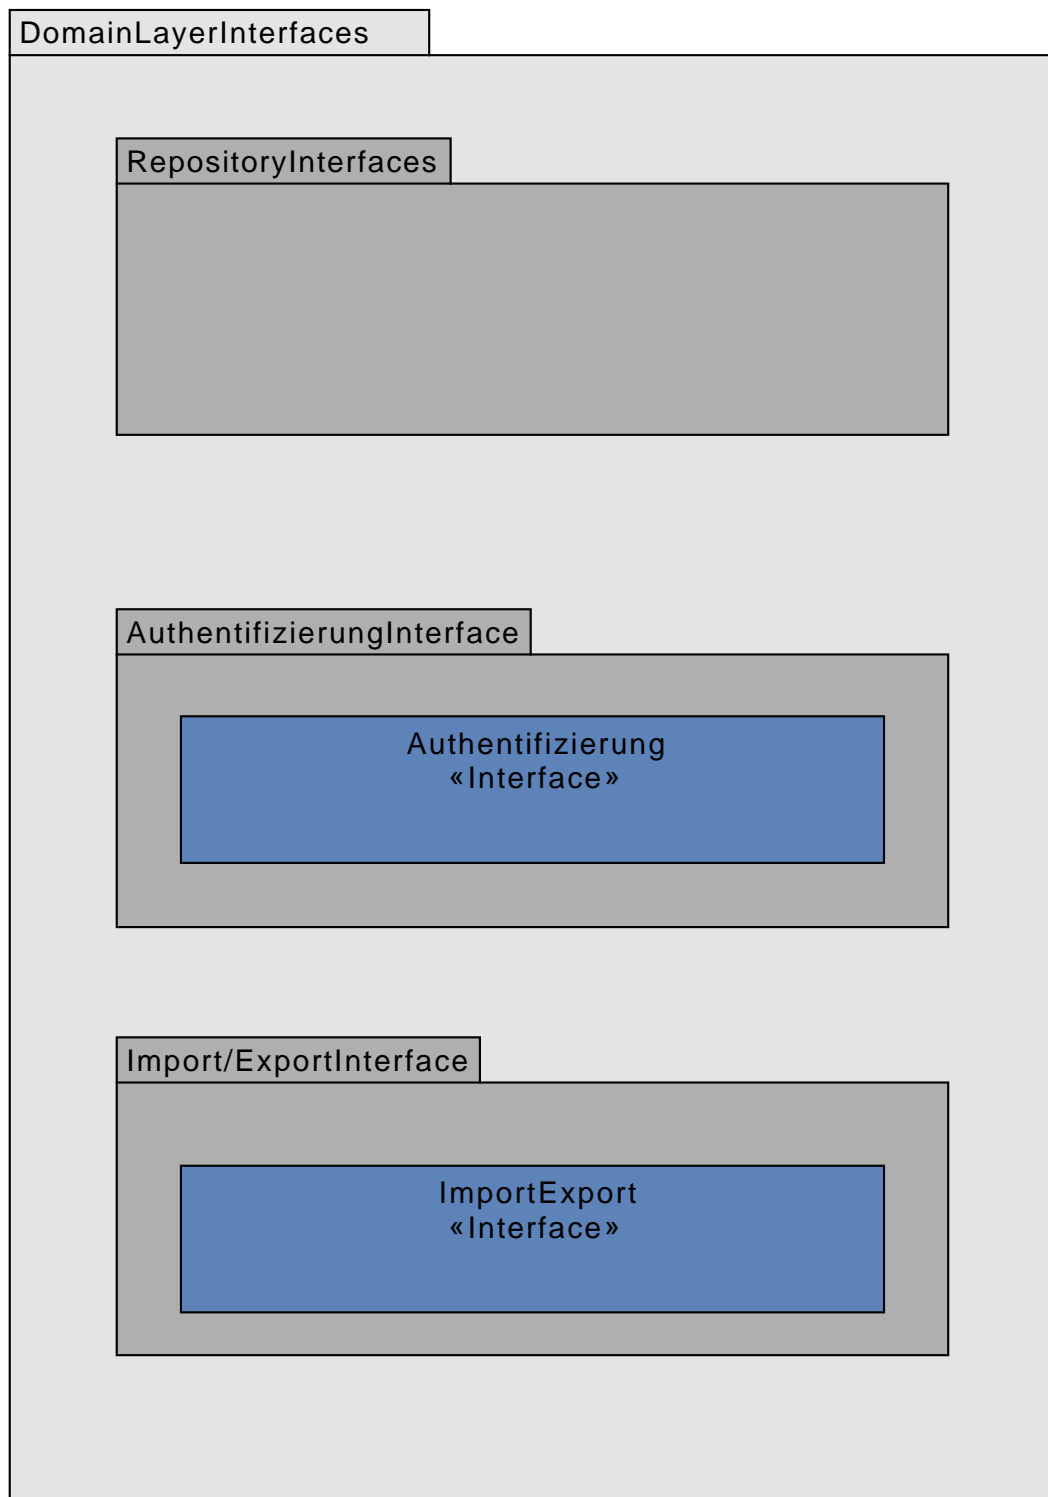 DomainLayerInterfaces
RepositoryInterfaces
AuthentifizierungInterface
Authentifizierung
«Interface»
Import/ExportInterface
ImportExport
«Interface»